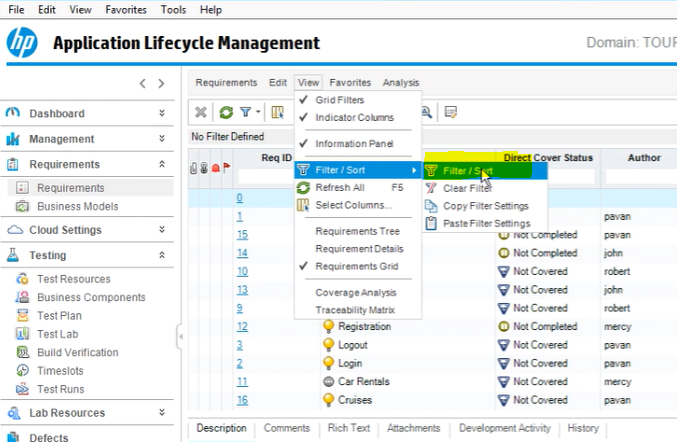 File Edit View Favorites Tools Help
hp Application Lifecycle Management Domain: TOUR
Requirements Edit View Favorites Analysis
Dashboard
Management
Requirements
Requirements
Business Models
Cloud Settings
Testing
Test Resources
Business Components
Test Plan
Test Lab
Build Verification
Timeslots
Test Runs
Lab Resources
Defects
No Filter Defined
Grid Filters
Indicator Columns
Information Panel
Filter / Sort
Refresh All F5
Select Columns...
Requirements Tree
Requirement Details
Requirements Grid
Coverage Analysis
Traceability Matrix
Filter / Sort
Clear Filter
Copy Filter Settings
Paste Filter Settings
Req ID Direct Cover Status Author
0
1 pavan
15 Not Completed pavan
14 Not Completed john
10 Not Covered robert
13 Not Covered john
9 Not Covered robert
12 Registration Not Completed mercy
3 Logout Not Covered pavan
2 Login Not Covered pavan
11 Car Rentals Not Covered mercy
16 Cruises Not Covered pavan
Description Comments Rich Text Attachments Development Activity History